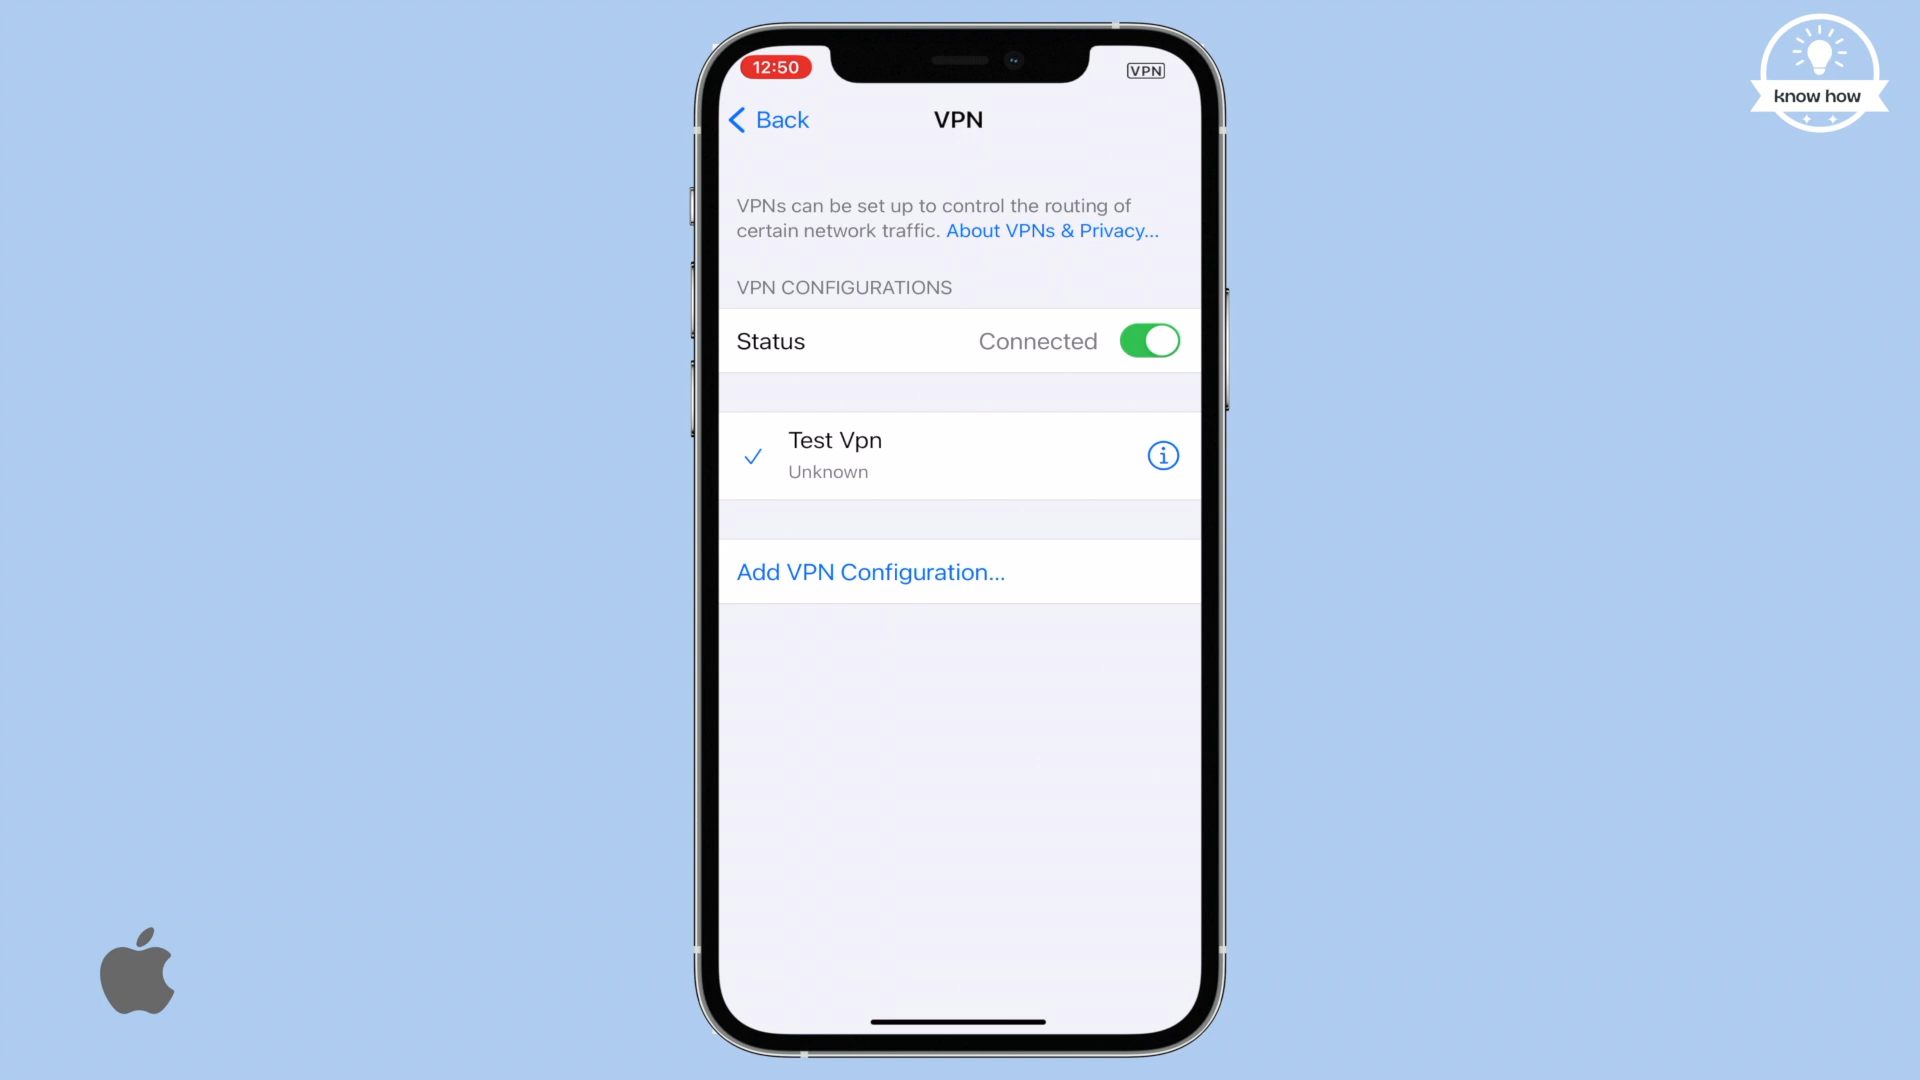 12:50
VPN
Back
VPN
VPNs can be set up to control the routing of
certain network traffic. About VPNs & Privacy...
VPN CONFIGURATIONS
Status
Connected
Test Vpn
Unknown
Add VPN Configuration...
know how